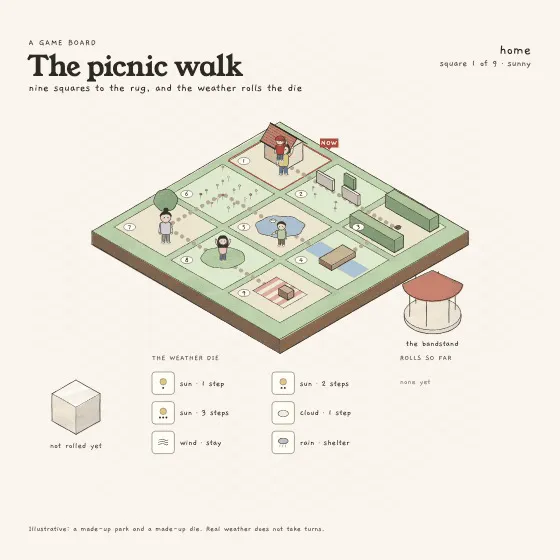 A GAME BOARD
The picnic walk
nine squares to the rug, and the weather rolls the die
home
square 1 of 9 · sunny
NOW
1
6
2
7
5
3
8
4
9
the bandstand
THE WEATHER DIE
ROLLS SO FAR
sun · 1 step
sun · 2 steps
none yet
sun · 3 steps
cloud · 1 step
wind · stay
rain · shelter
not rolled yet
Illustrative: a made-up park and a made-up die. Real weather does not take turns.